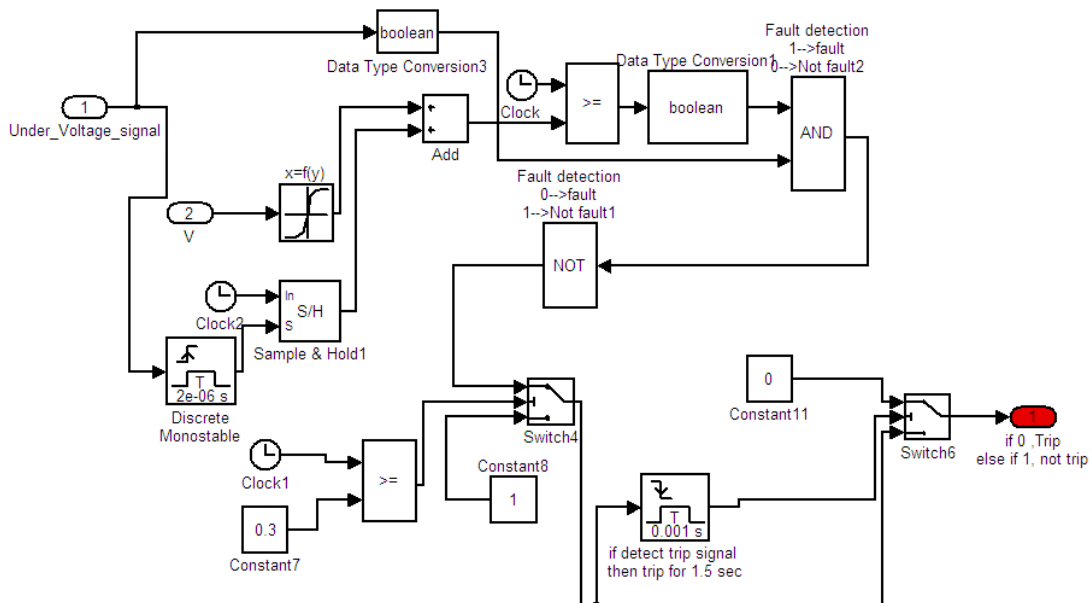 boolean
Data Type Conversion3
1
Under_Voltage_signal
Clock
>=
Data Type Conversion1
boolean
Fault detection
1-->fault
0-->Not fault2
AND
Add
x=f(y)
2
V
Fault detection
0-->fault
1-->Not fault1
NOT
Clock2
In
S/H
S
Sample & Hold1
T
2e-06 s
Discrete
Monostable
Switch4
0
Constant11
Switch6
1
if 0 ,Trip
else if 1, not trip
Clock1
>=
Constant8
1
0.3
Constant7
T
0.001 s
if detect trip signal
then trip for 1.5 sec